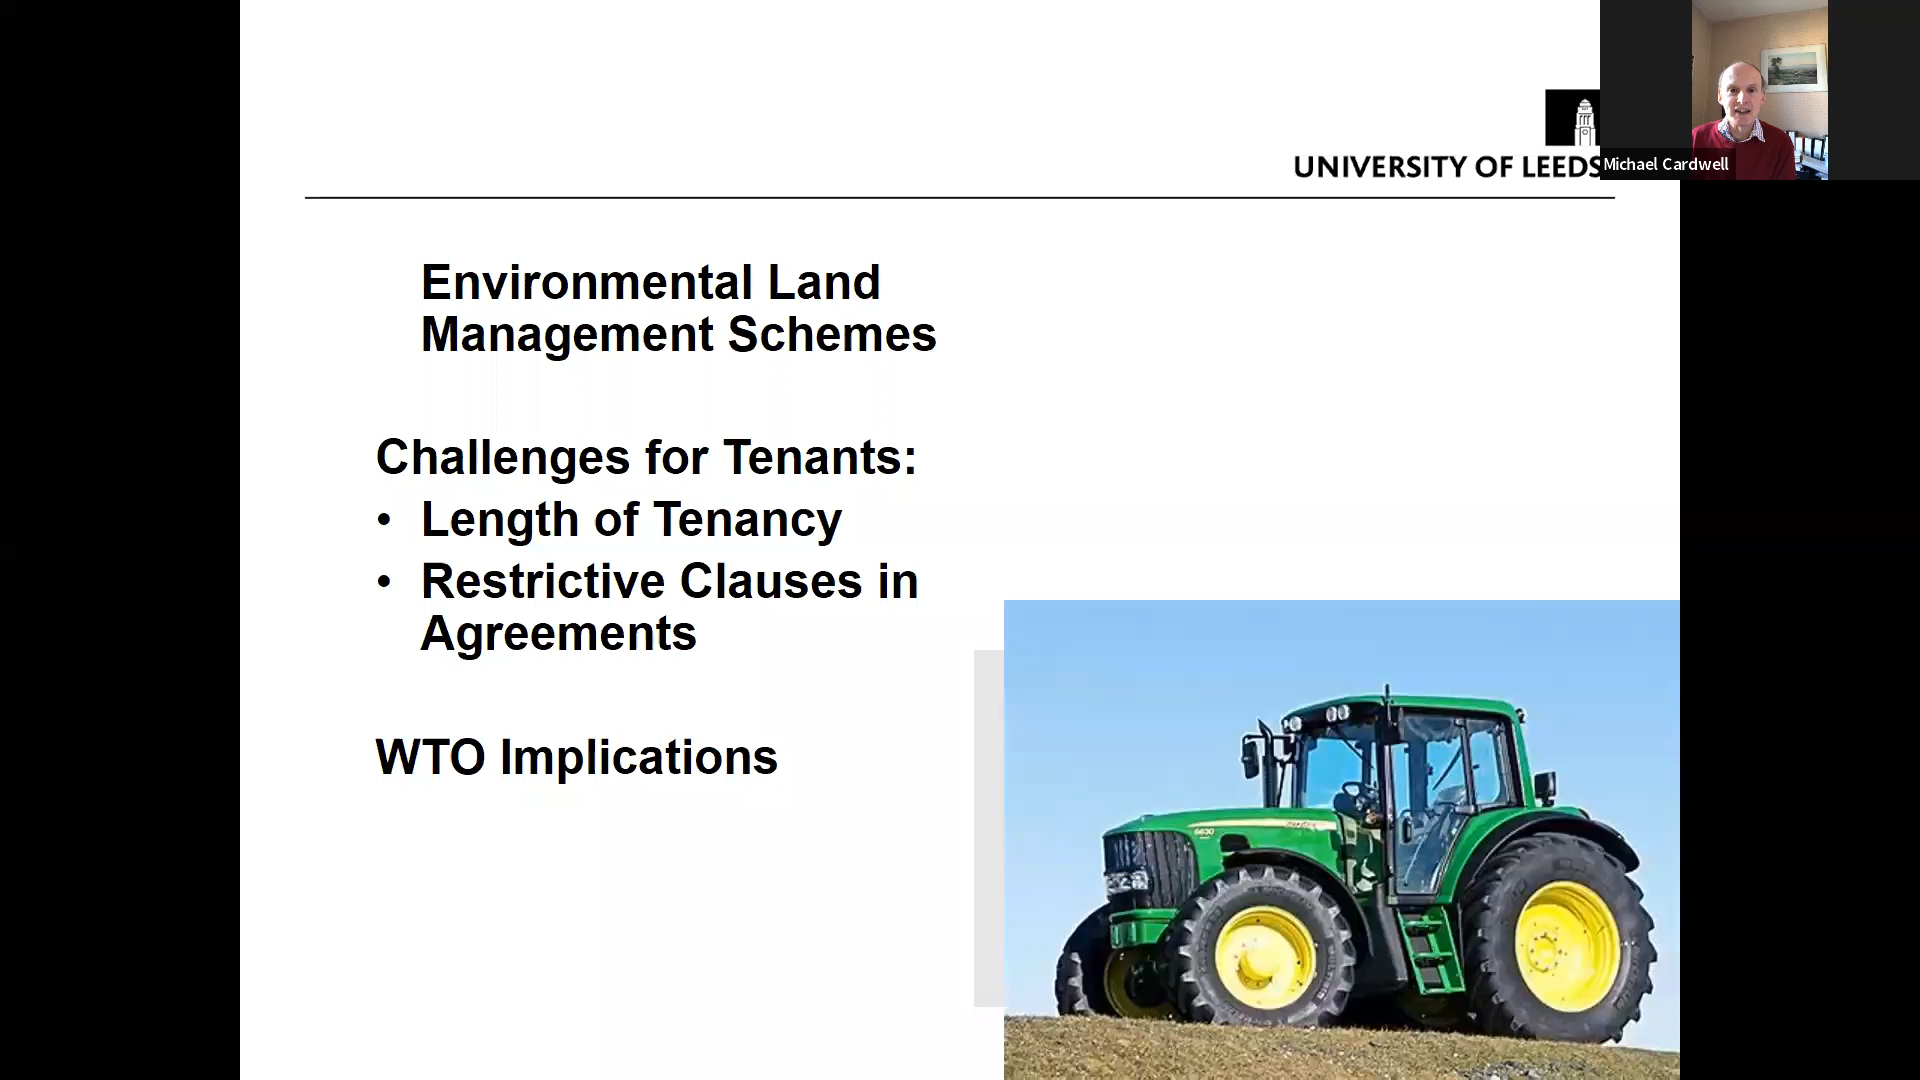 UNIVERSITY OF LEEDS
Michael Cardwell
Environmental Land
Management Schemes
Challenges for Tenants:
• Length of Tenancy
• Restrictive Clauses in
Agreements
WTO Implications
6630